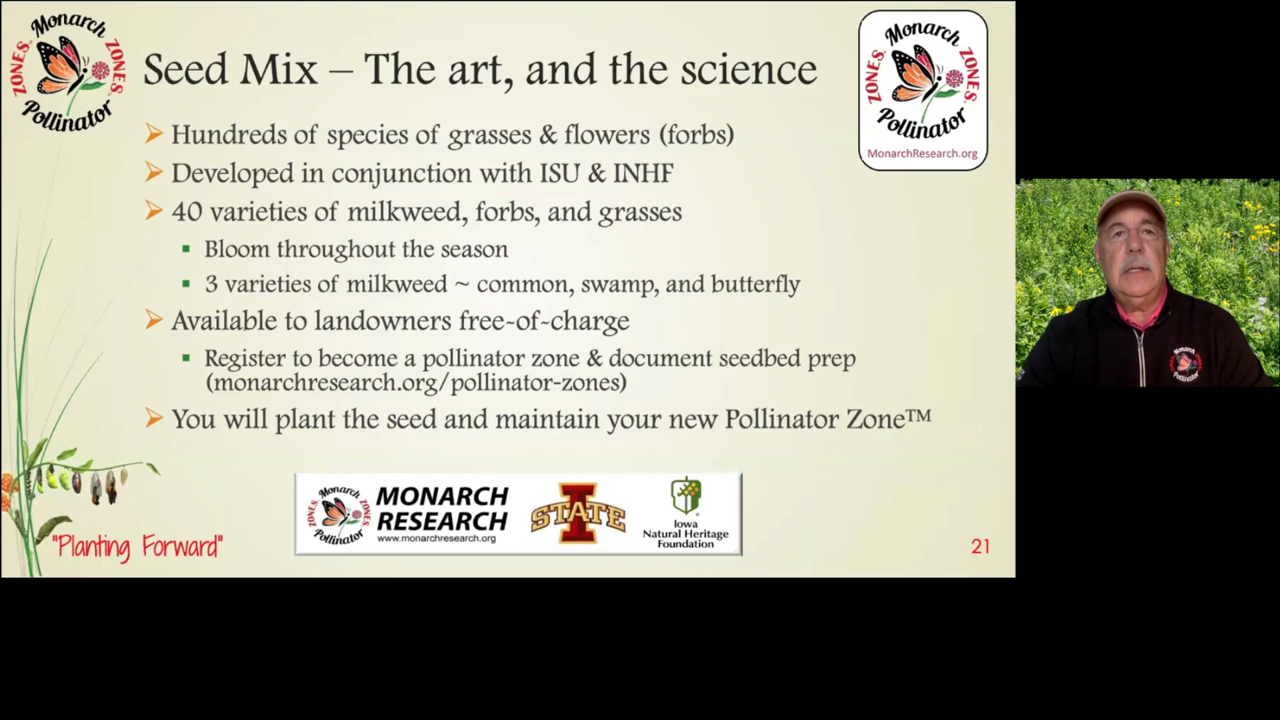 Monarch
ZONES
ZONES
Pollinator
Seed Mix – The art, and the science
Monarch
ZONES
ZONES
Pollinator
MonarchResearch.org
Hundreds of species of grasses & flowers (forbs)
Developed in conjunction with ISU & INHF
40 varieties of milkweed, forbs, and grasses
Bloom throughout the season
3 varieties of milkweed ~ common, swamp, and butterfly
Available to landowners free-of-charge
Register to become a pollinator zone & document seedbed prep
(monarchresearch.org/pollinator-zones)
You will plant the seed and maintain your new Pollinator Zone™
Monarch
ZONES
ZONES
Pollinator
MONARCH
RESEARCH
www.monarchresearch.org
I
STATE
Iowa
Natural Heritage
Foundation
"Planting Forward"
21